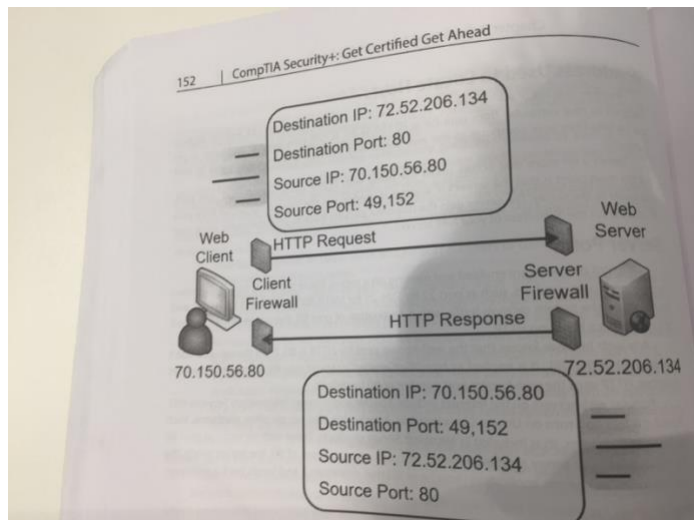 152 | CompTIA Security+: Get Certified Get Ahead
Destination IP: 72.52.206.134
Destination Port: 80
Source IP: 70.150.56.80
Source Port: 49,152
Web
Client
HTTP Request
Web
Server
Client
Firewall
Server
Firewall
HTTP Response
70.150.56.80
72.52.206.134
Destination IP: 70.150.56.80
Destination Port: 49,152
Source IP: 72.52.206.134
Source Port: 80